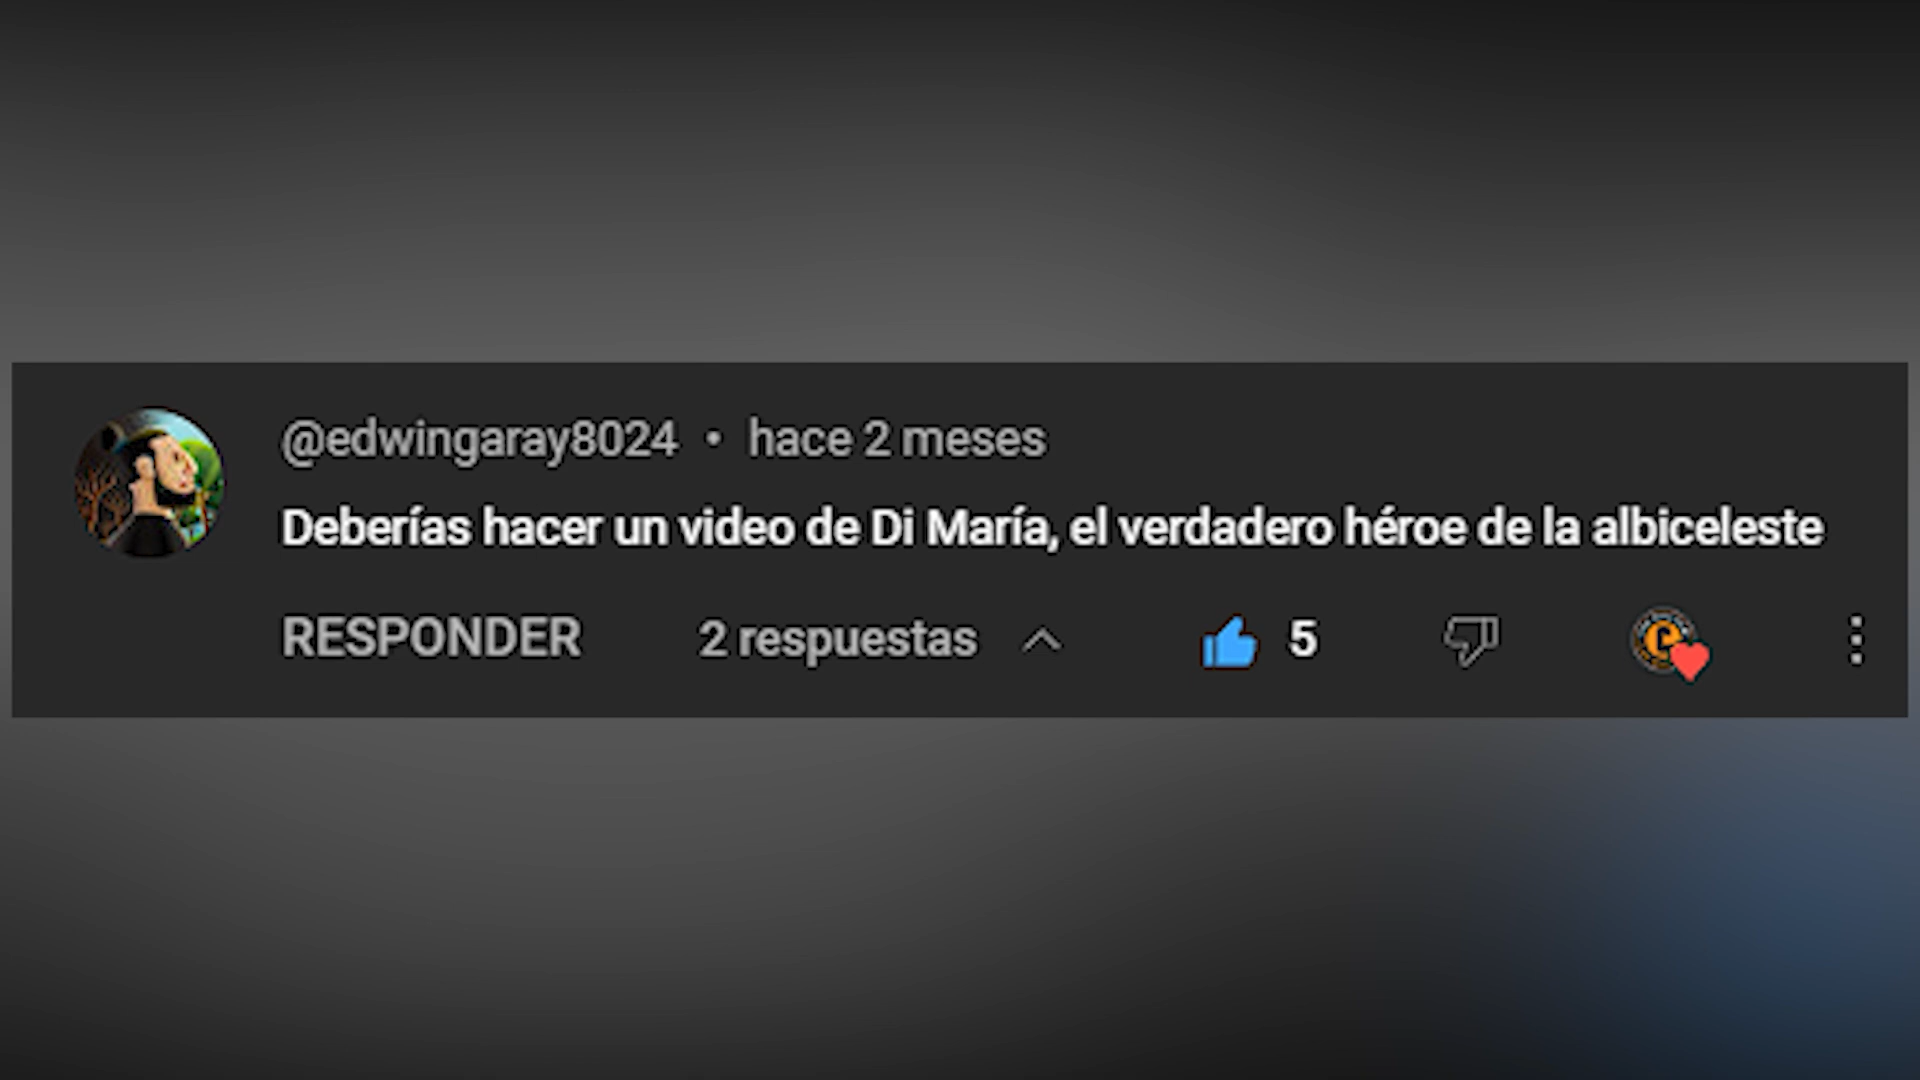 @edwingaray8024 • hace 2 meses
Deberías hacer un video de Di María, el verdadero héroe de la albiceleste
RESPONDER 2 respuestas 5